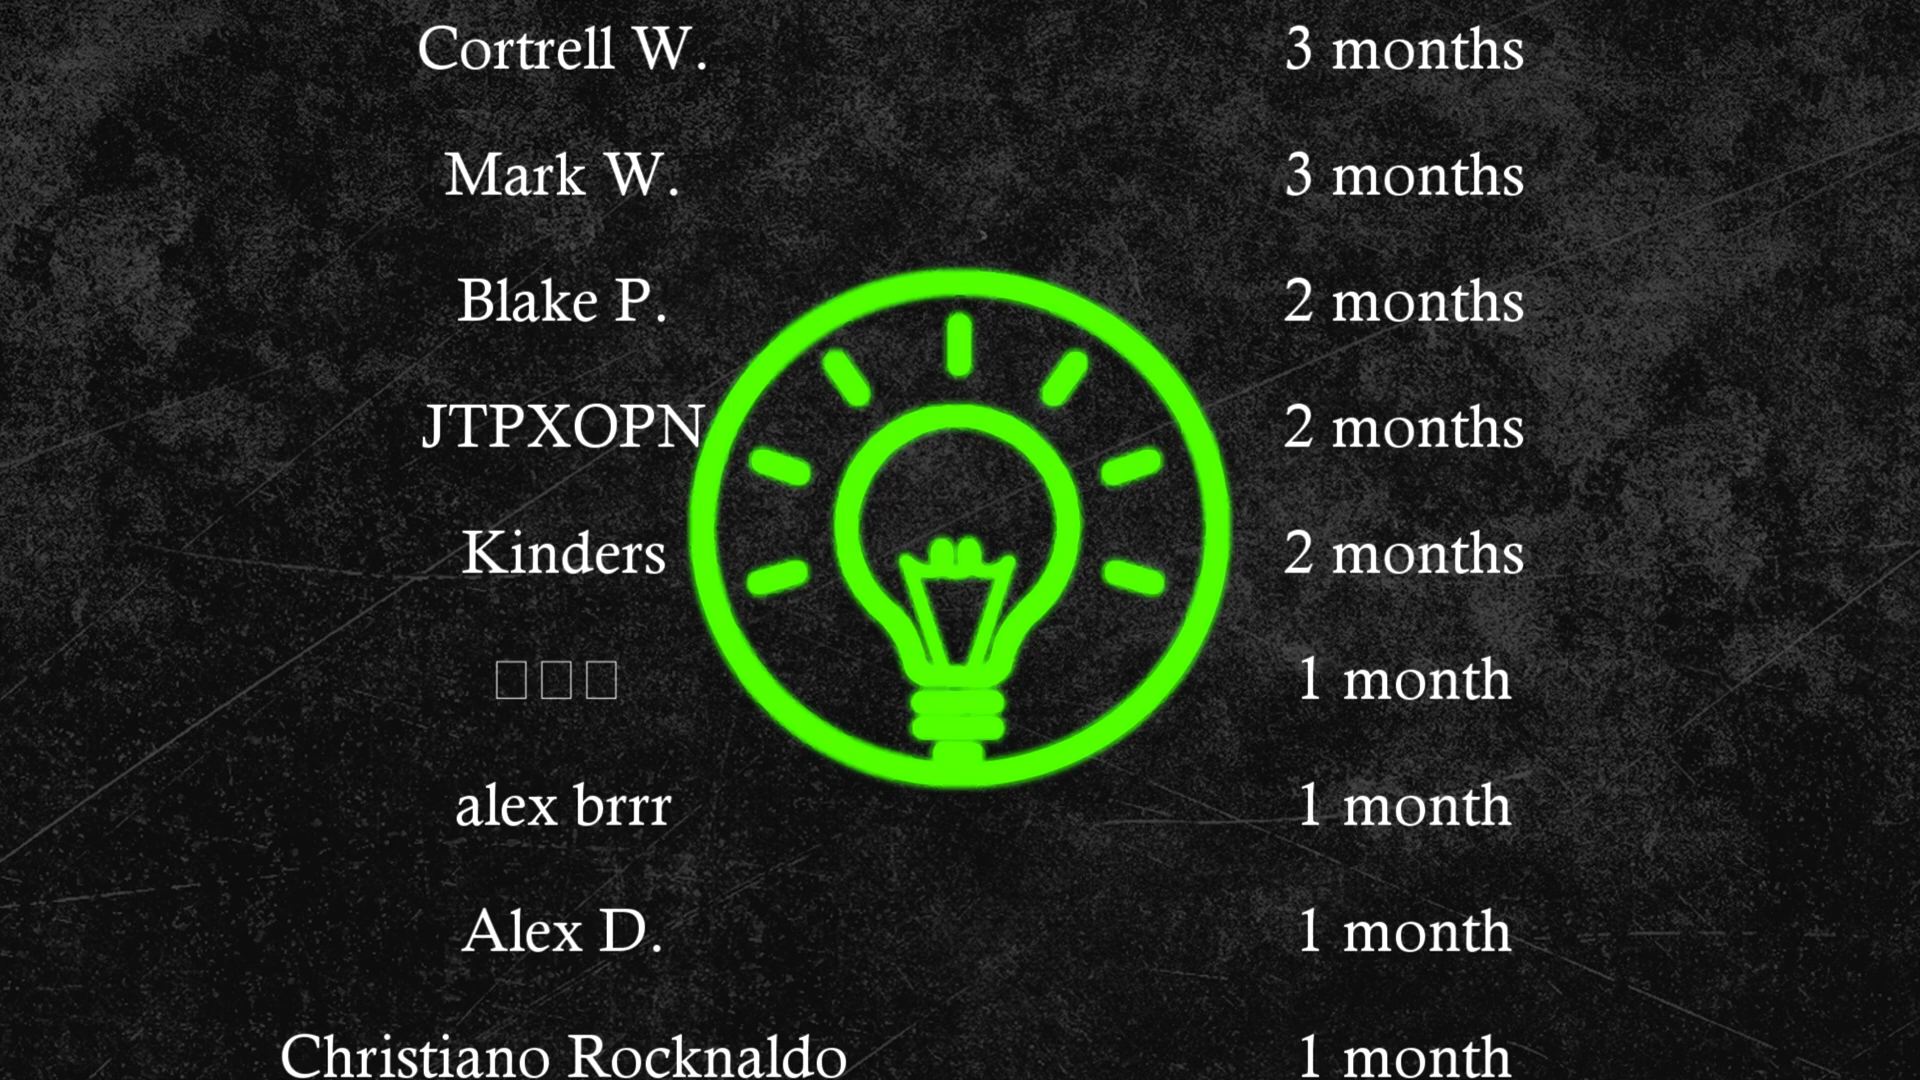 Cortrell W. 3 months
Mark W. 3 months
Blake P. 2 months
JTPXOPN 2 months
Kinders 2 months
□□□ 1 month
alex brrr 1 month
Alex D. 1 month
Christiano Rocknaldo 1 month